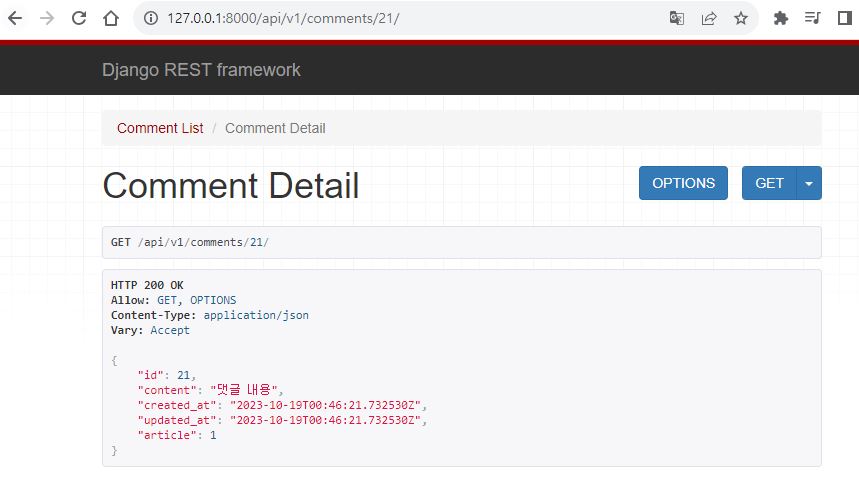 127.0.0.1:8000/api/v1/comments/21/
Django REST framework
Comment List / Comment Detail
Comment Detail
OPTIONS GET
GET /api/v1/comments/21/
HTTP 200 OK
Allow: GET, OPTIONS
Content-Type: application/json
Vary: Accept
{
"id": 21,
"content": "댓글 내용",
"created_at": "2023-10-19T00:46:21.732530Z",
"updated_at": "2023-10-19T00:46:21.732530Z",
"article": 1
}